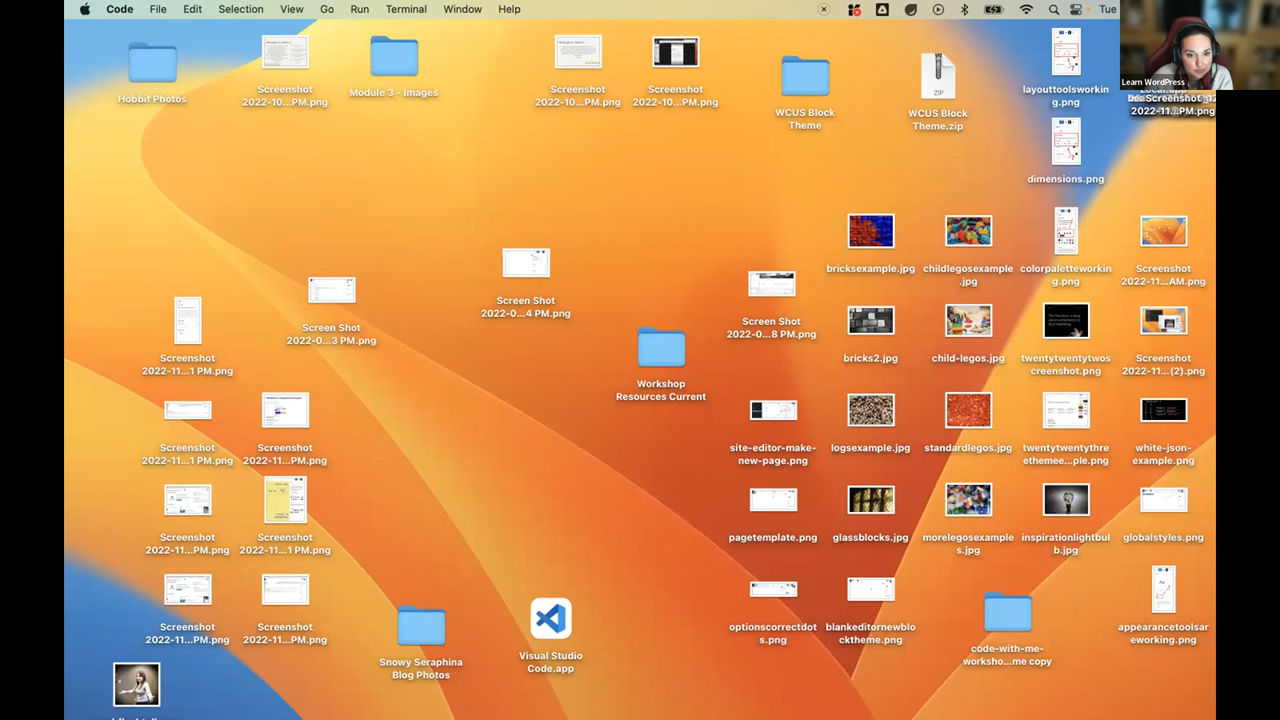 Code File Edit Selection View Go Run Terminal Window Help Tue
Learn WordPress
Hobbit Photos
Screenshot
2022-10...PM.png
Module 3 - Images
Screenshot
2022-10...PM.png
Screenshot
2022-10...PM.png
WCUS Block
Theme
ZIP
WCUS Block
Theme.zip
layouttoolsworkin
g.png
Screenshot
2022-11...PM.png
dimensions.png
bricksexample.jpg
childlegosexample
.jpg
colorpaletteworkin
g.png
Screenshot
2022-11...AM.png
Screen Shot
2022-0...4 PM.png
Screen Shot
2022-0...3 PM.png
Screen Shot
2022-0...8 PM.png
Screenshot
2022-11...1 PM.png
Workshop
Resources Current
bricks2.jpg
child-legos.jpg
twentytwentytwos
creenshot.png
Screenshot
2022-11...(2).png
Screenshot
2022-11...1 PM.png
Screenshot
2022-11...PM.png
site-editor-make-
new-page.png
logsexample.jpg
standardlegos.jpg
twentytwentythre
ethemee...ple.png
white-json-
example.png
Screenshot
2022-11...PM.png
Screenshot
2022-11...1 PM.png
pagetemplate.png
glassblocks.jpg
morelegosexample
s.jpg
inspirationlightbul
b.jpg
globalstyles.png
Screenshot
2022-11...PM.png
Screenshot
2022-11...PM.png
Snowy Seraphina
Blog Photos
Visual Studio
Code.app
optionscorrectdot
s.png
blankeditornewblo
cktheme.png
code-with-me-
worksho...me copy
appearancetoolsar
eworking.png